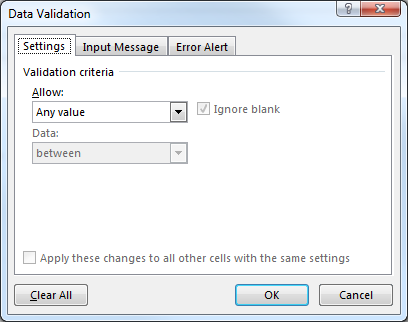 Data Validation
Settings Input Message Error Alert
Validation criteria
Allow:
Any value Ignore blank
Data:
between
Apply these changes to all other cells with the same settings
Clear All OK Cancel